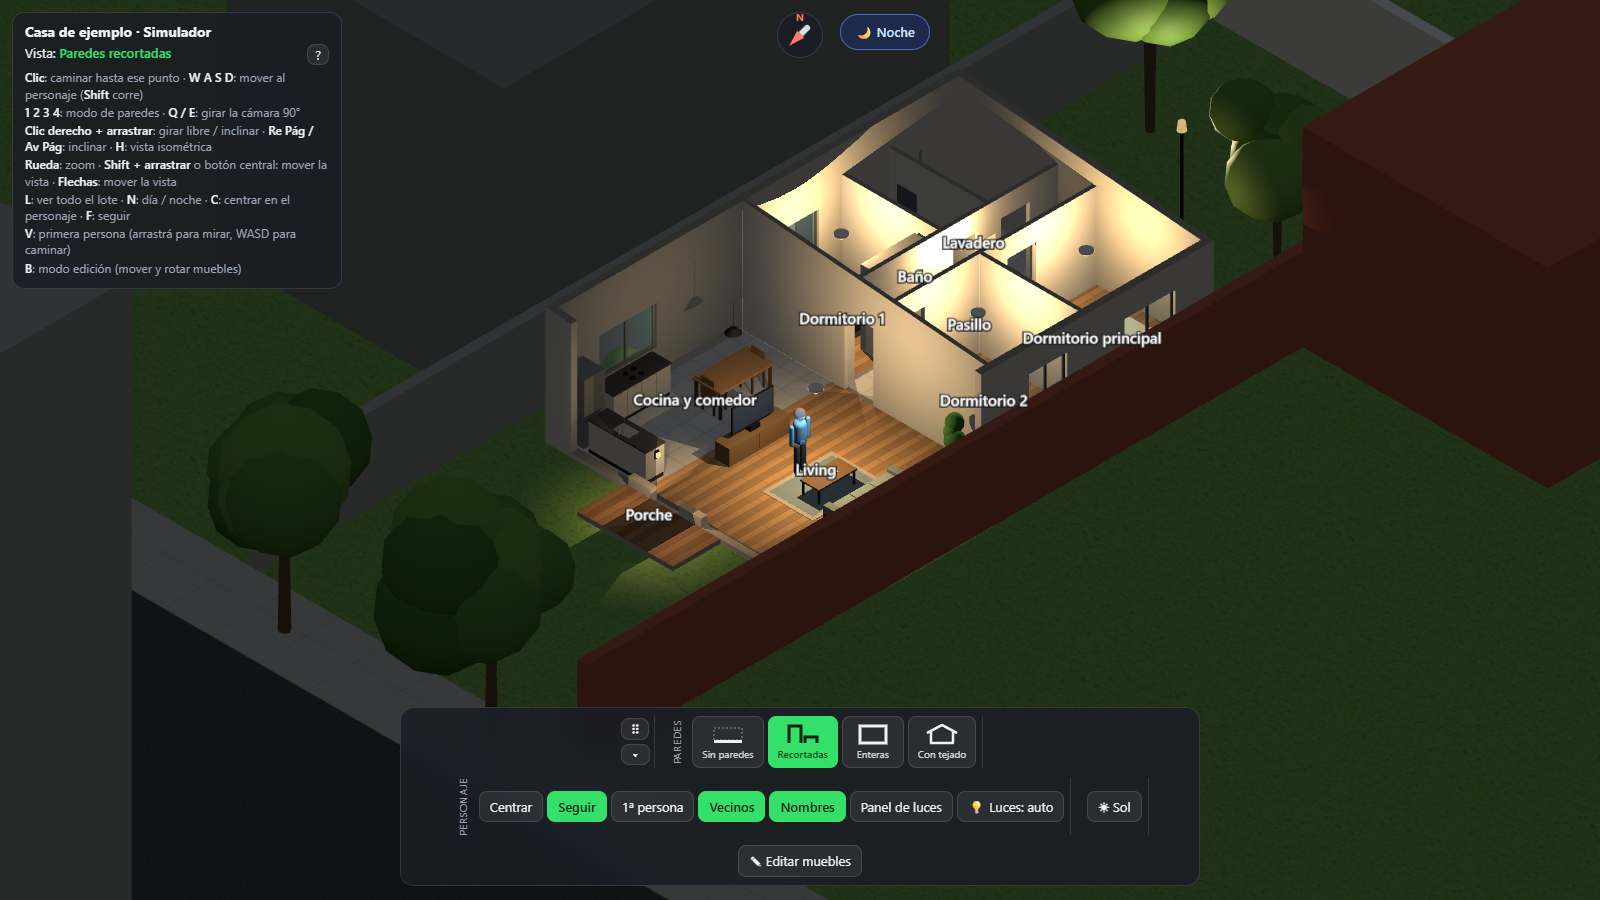 Casa de ejemplo · Simulador
Vista: Paredes recortadas
?
Clic: caminar hasta ese punto · W A S D: mover al
personaje (Shift corre)
1 2 3 4: modo de paredes · Q / E: girar la cámara 90°
Clic derecho + arrastrar: girar libre / inclinar · Re Pág /
Av Pág: inclinar · H: vista isométrica
Rueda: zoom · Shift + arrastrar o botón central: mover la
vista · Flechas: mover la vista
L: ver todo el lote · N: día / noche · C: centrar en el
personaje · F: seguir
V: primera persona (arrastrá para mirar, WASD para
caminar)
B: modo edición (mover y rotar muebles)
N
Noche
Lavadero
Baño
Dormitorio 1
Pasillo
Dormitorio principal
Cocina y comedor
Dormitorio 2
Living
Porche
PAREDES
Sin paredes
Recortadas
Enteras
Con tejado
PERSONAJE
Centrar
Seguir
1ª persona
Vecinos
Nombres
Panel de luces
Luces: auto
Sol
Editar muebles